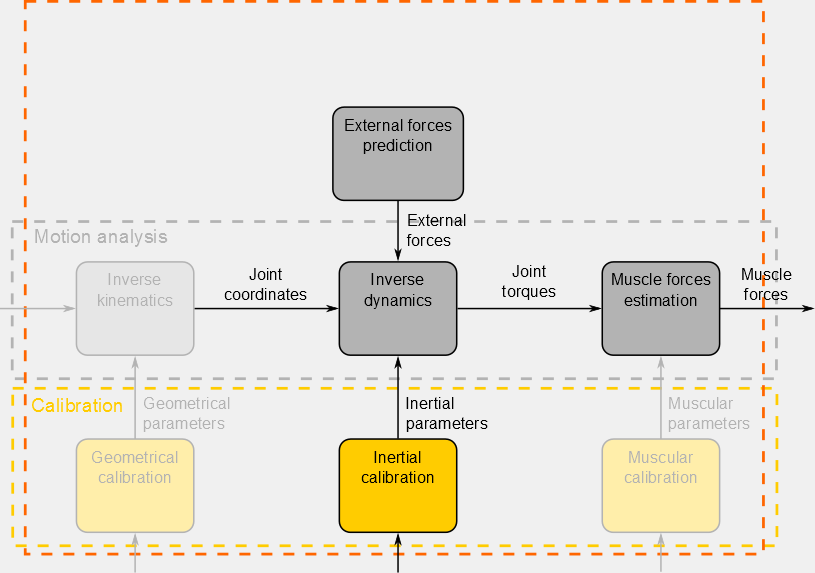 External forces
prediction
External
forces
Motion analysis
Inverse
kinematics
Joint
coordinates
Inverse
dynamics
Joint
torques
Muscle forces
estimation
Muscle
forces
Calibration
Geometrical
parameters
Inertial
parameters
Muscular
parameters
Geometrical
calibration
Inertial
calibration
Muscular
calibration